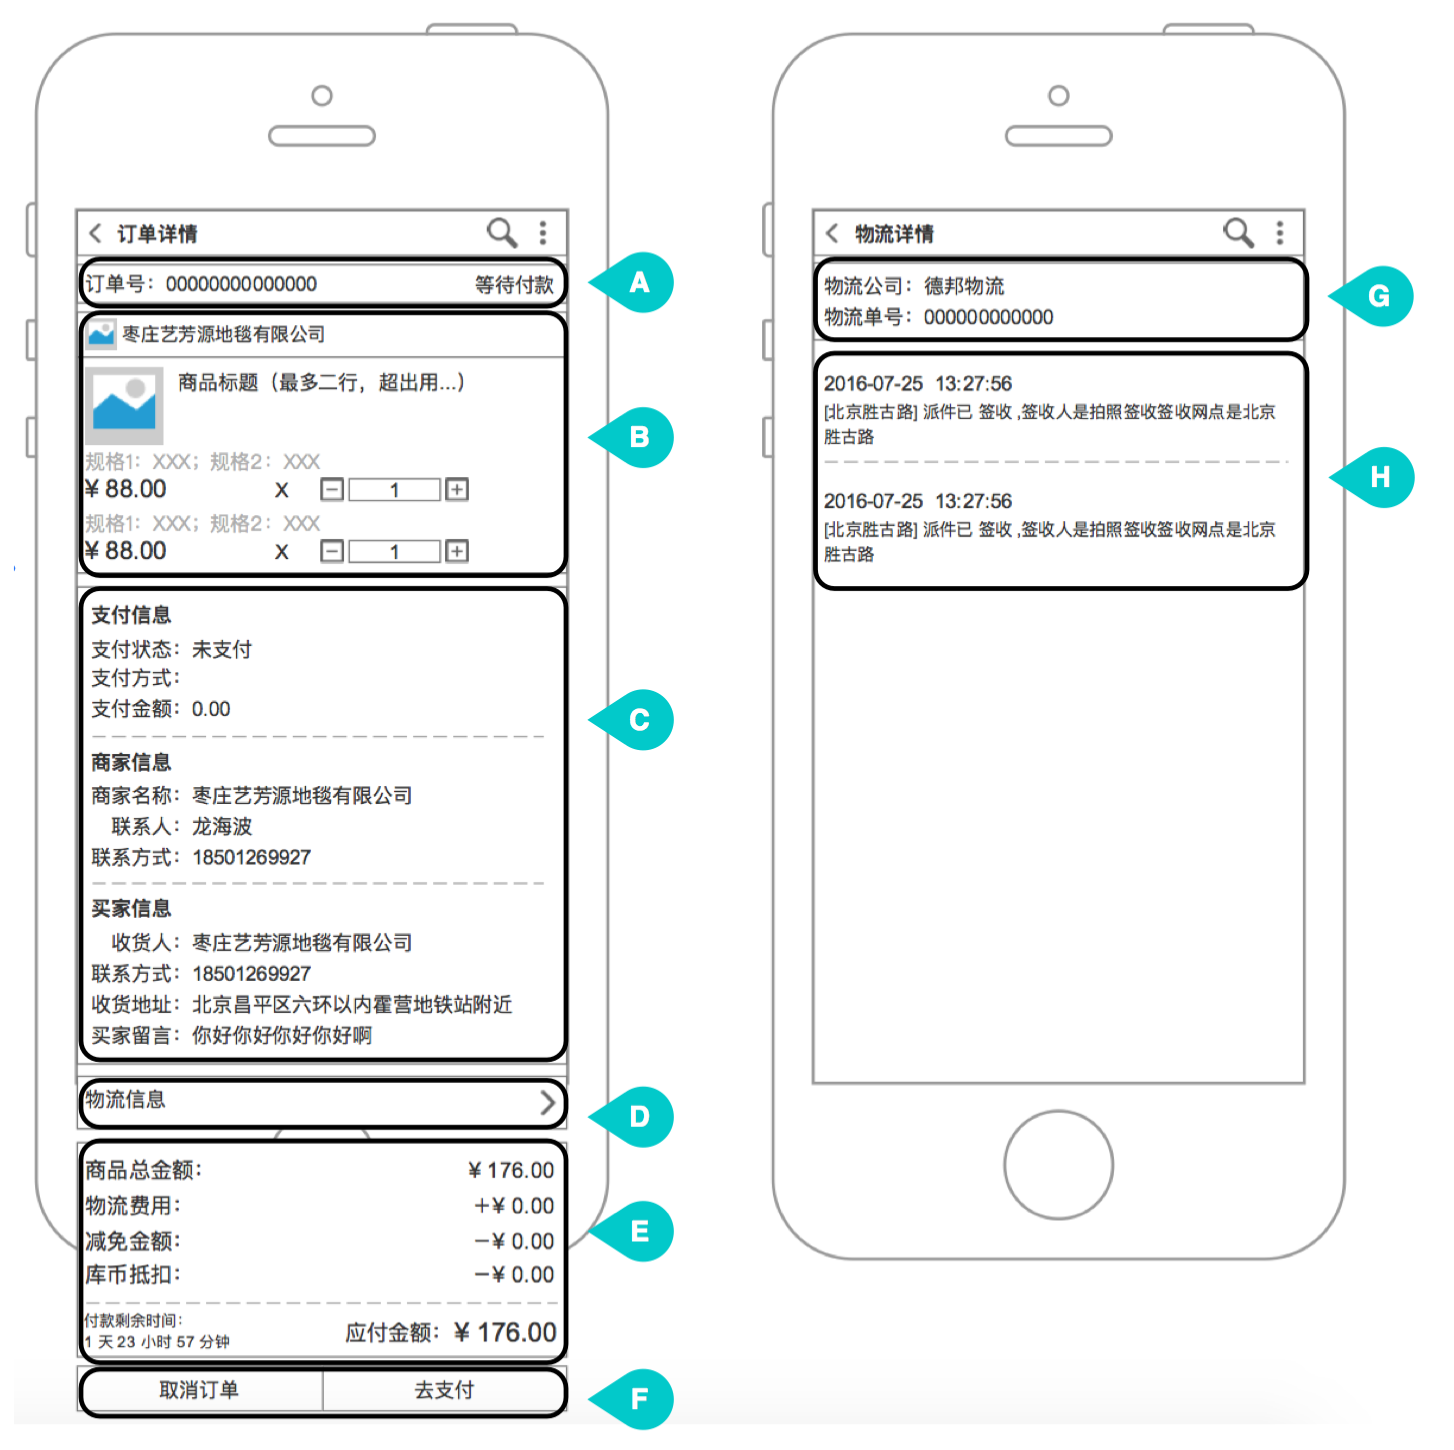 订单详情
订单号：00000000000000 等待付款
A
枣庄艺芳源地毯有限公司
商品标题（最多二行，超出用...）
规格1：XXX；规格2：XXX
¥ 88.00 X 1
规格1：XXX；规格2：XXX
¥ 88.00 X 1
B
支付信息
支付状态：未支付
支付方式：
支付金额：0.00
商家信息
商家名称：枣庄艺芳源地毯有限公司
联系人：龙海波
联系方式：18501269927
买家信息
收货人：枣庄艺芳源地毯有限公司
联系方式：18501269927
收货地址：北京昌平区六环以内霍营地铁站附近
买家留言：你好你好你好你好啊
C
物流信息
D
商品总金额： ¥ 176.00
物流费用： +¥ 0.00
减免金额： −¥ 0.00
库币抵扣： −¥ 0.00
付款剩余时间：
1 天 23 小时 57 分钟
应付金额：¥ 176.00
E
取消订单 去支付
F
物流详情
物流公司：德邦物流
物流单号：000000000000
G
2016-07-25 13:27:56
[北京胜古路] 派件已 签收 ,签收人是拍照签收签收网点是北京
胜古路
2016-07-25 13:27:56
[北京胜古路] 派件已 签收 ,签收人是拍照签收签收网点是北京
胜古路
H